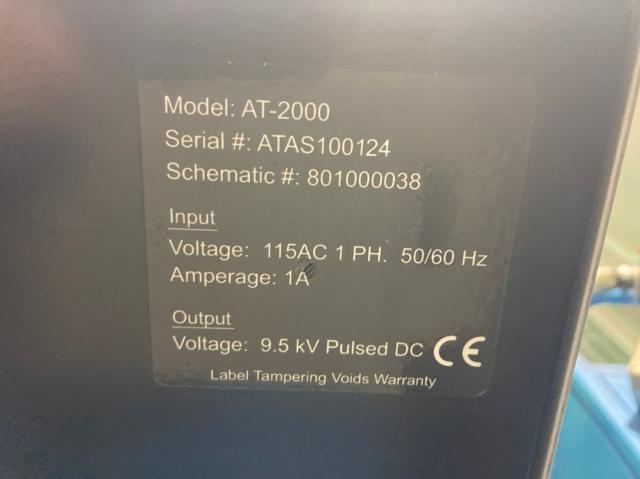 Model: AT-2000
Serial #: ATAS100124
Schematic #: 801000038
Input
Voltage: 115AC 1 PH. 50/60 Hz
Amperage: 1A
Output
Voltage: 9.5 kV Pulsed DC CE
Label Tampering Voids Warranty